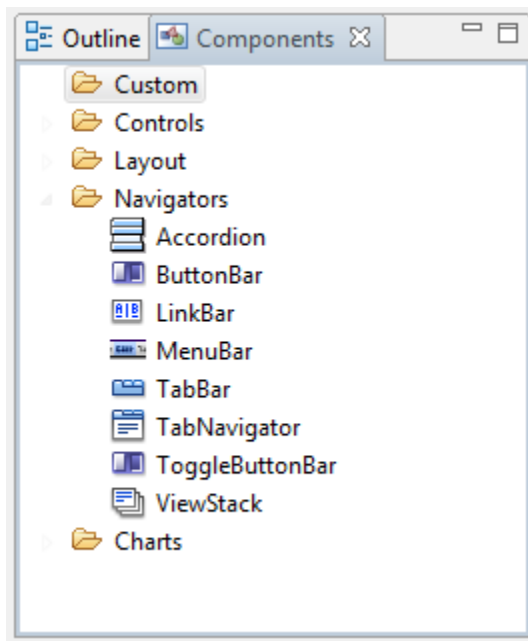 Outline Components
Custom
Controls
Layout
Navigators
Accordion
ButtonBar
LinkBar
MenuBar
TabBar
TabNavigator
ToggleButtonBar
ViewStack
Charts